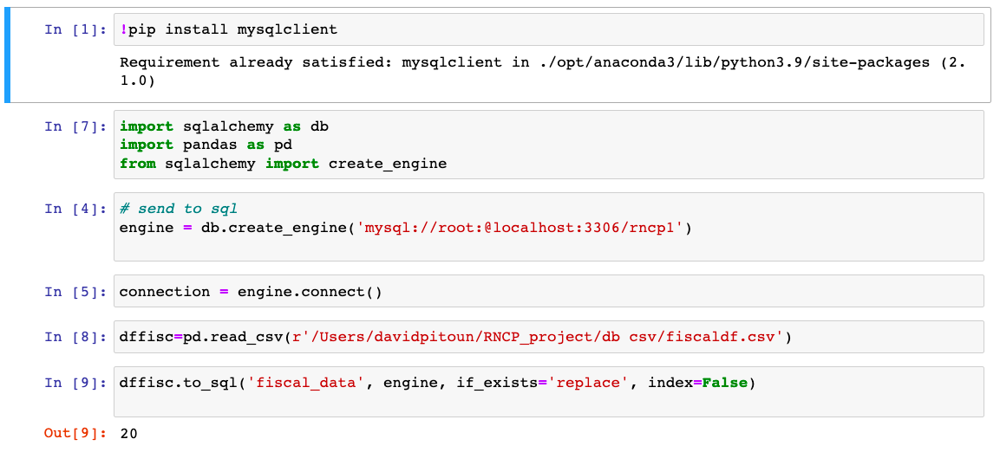 In [1]: !pip install mysqlclient
Requirement already satisfied: mysqlclient in ./opt/anaconda3/lib/python3.9/site-packages (2.
1.0)
In [7]: import sqlalchemy as db
import pandas as pd
from sqlalchemy import create_engine
In [4]: # send to sql
engine = db.create_engine('mysql://root:@localhost:3306/rncp1')
In [5]: connection = engine.connect()
In [8]: dffisc=pd.read_csv(r'/Users/davidpitoun/RNCP_project/db csv/fiscaldf.csv')
In [9]: dffisc.to_sql('fiscal_data', engine, if_exists='replace', index=False)
Out[9]: 20